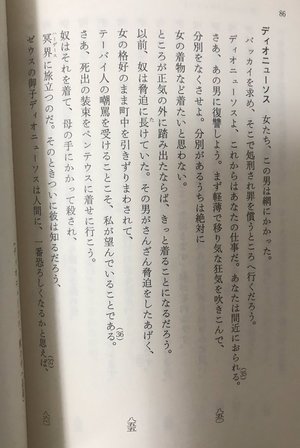 86
ディオニューソス　女たち、この男は網にかかった。
バッカイを求め、そこで処刑され罪を償うところへ行くだろう。
ディオニューソスよ、これからはあなたの仕事だ。あなたは間近におられる。(35)
さあ、あの男に復讐しよう。まず軽薄で移り気な狂気を吹きこんで、 八五〇
分別をなくさせよ。分別があるうちは絶対に
女の着物など着たいと思わない。
ところが正気の外に踏み出たならば、きっと着ることになるだろう。
以前、奴は脅迫に長けていた。その男がさんざん脅迫をしたあげく、
女の格好のまま町中を引きずりまわされて、 八五五
テーバイ人の嘲罵を受けることこそ、私が望んでいることである。(36)
さあ、死出の装束をペンテウスに着せに行こう。
奴はそれを着て、母の手にかかって殺され、
冥界に旅立つのだ。そのときついに彼は知るだろう、
ゼウスの御子ディオニューソスは人間に、一番恐ろしくなるかと思えば、(37) 八六〇